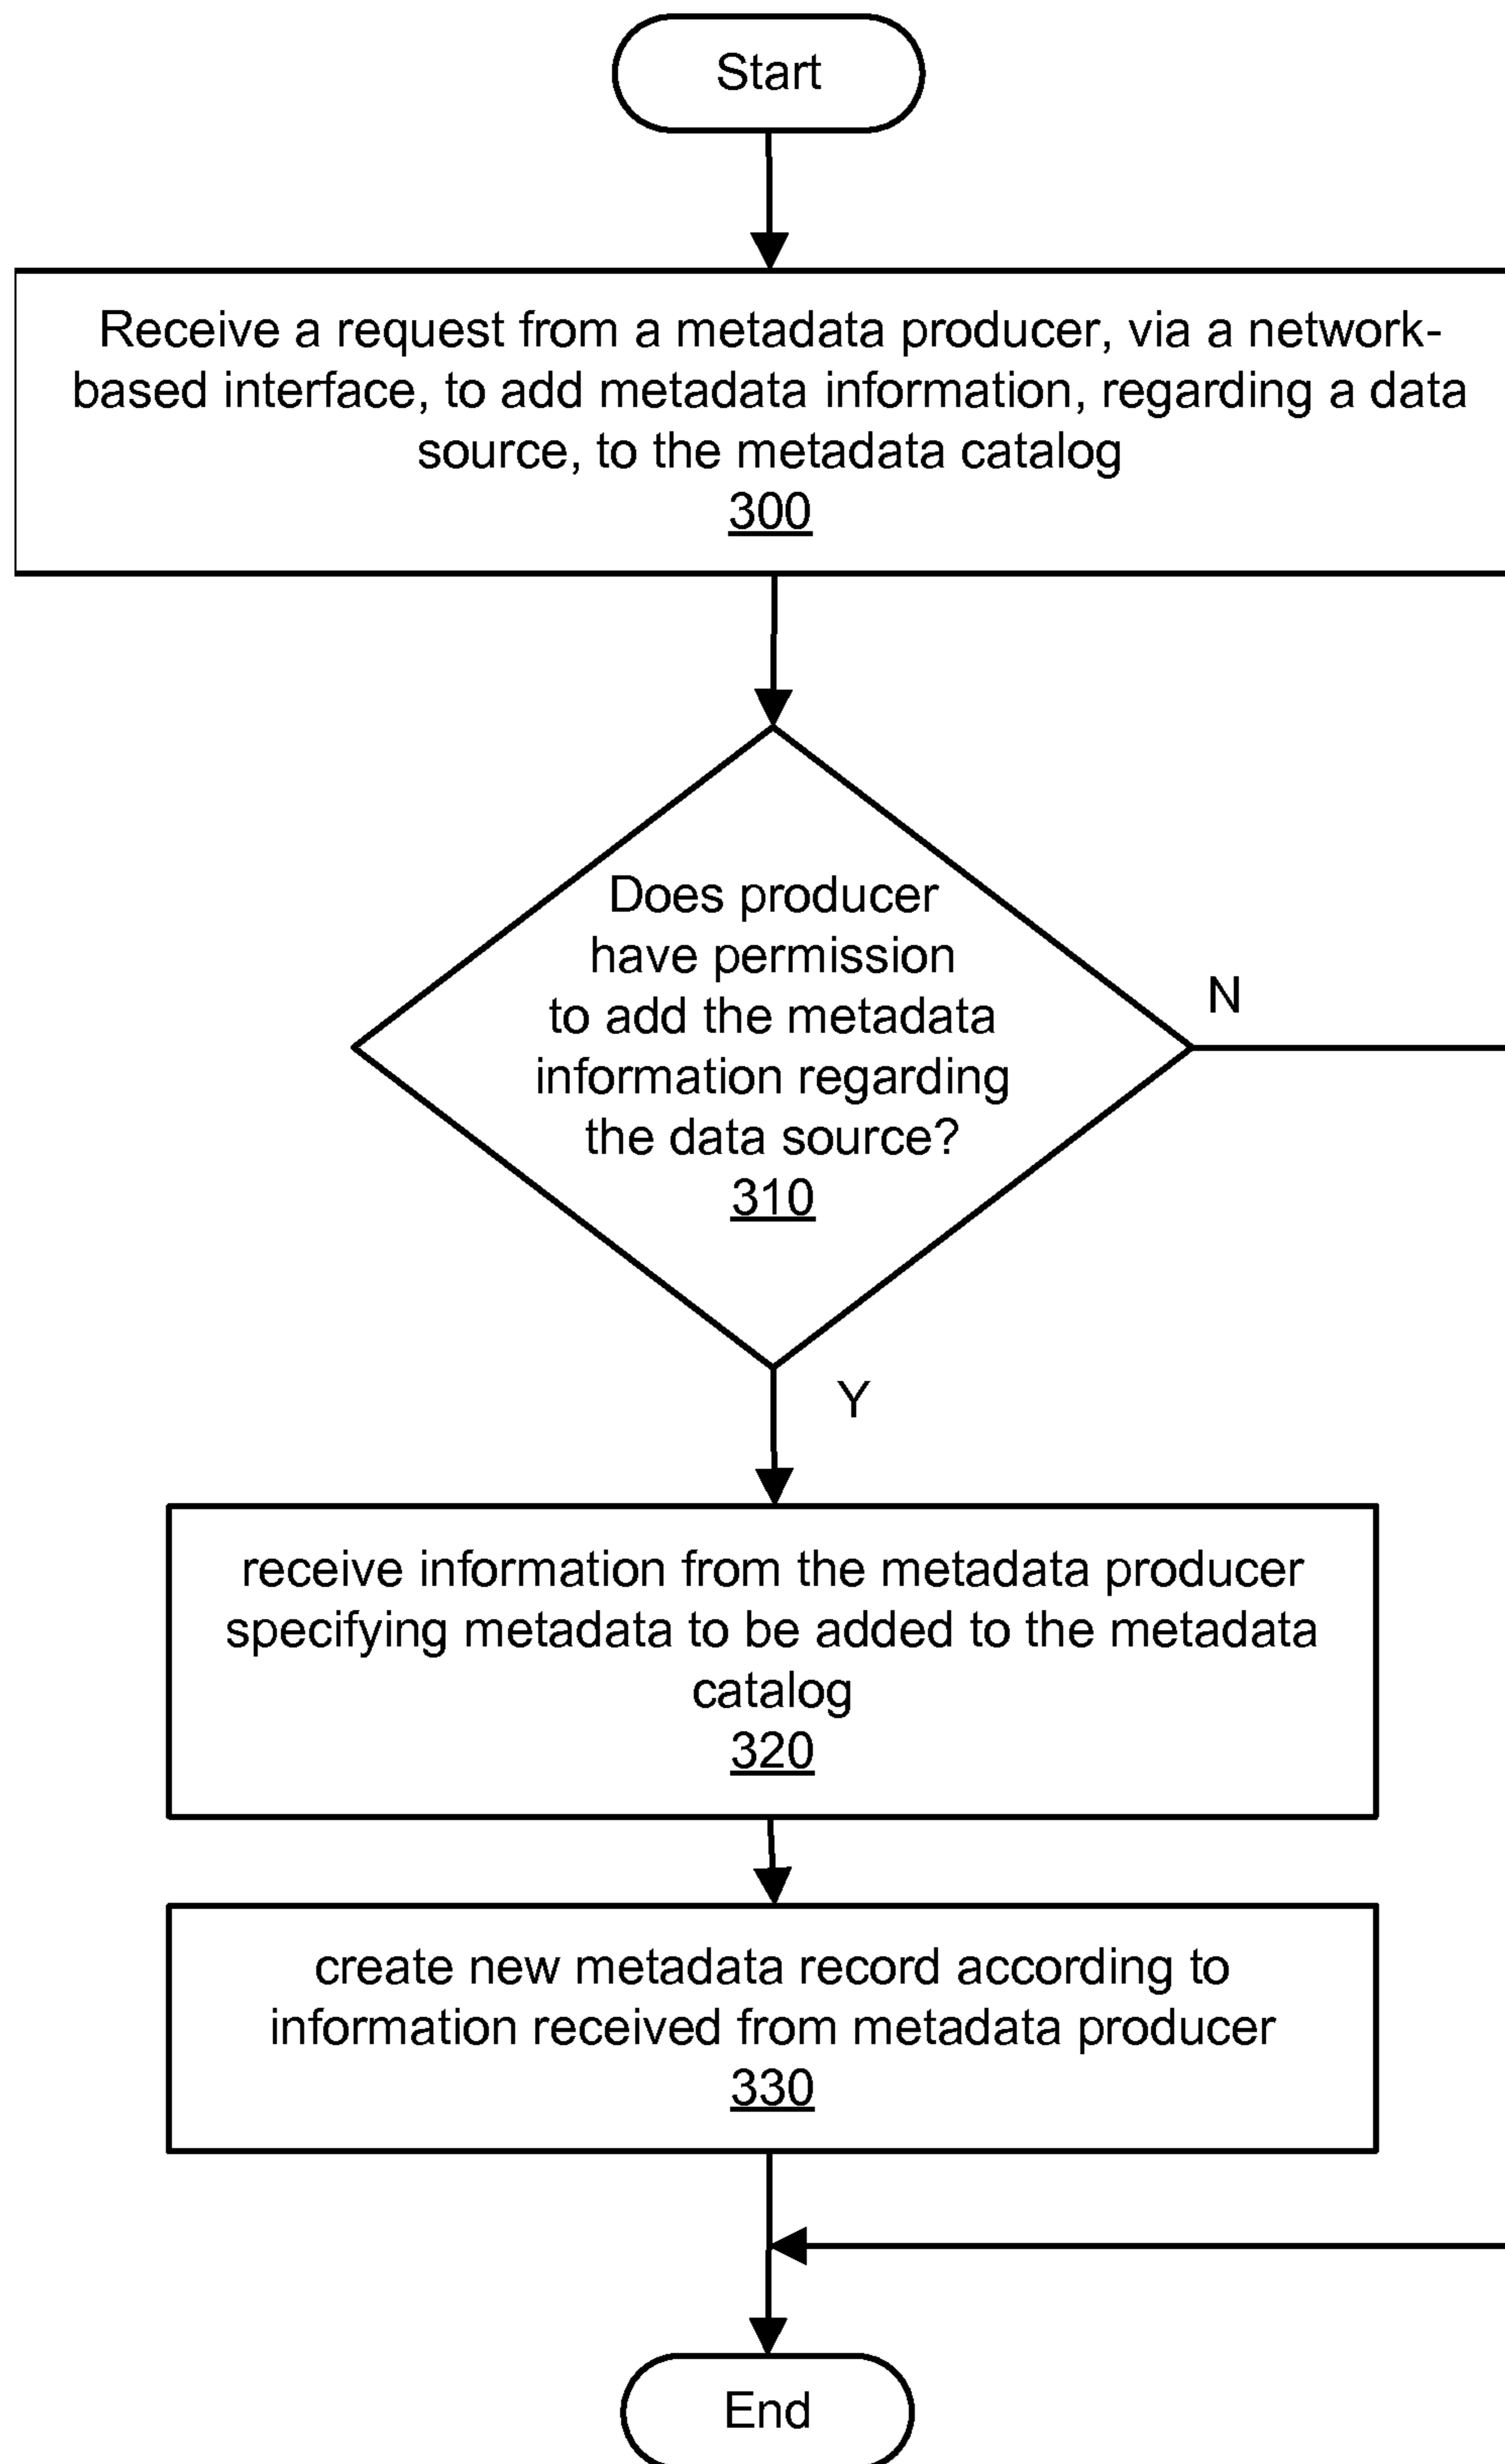 Start
Receive a request from a metadata producer, via a network-
based interface, to add metadata information, regarding a data
source, to the metadata catalog
300
Does producer
have permission
to add the metadata
information regarding
the data source?
310
N
Y
receive information from the metadata producer
specifying metadata to be added to the metadata
catalog
320
create new metadata record according to
information received from metadata producer
330
End